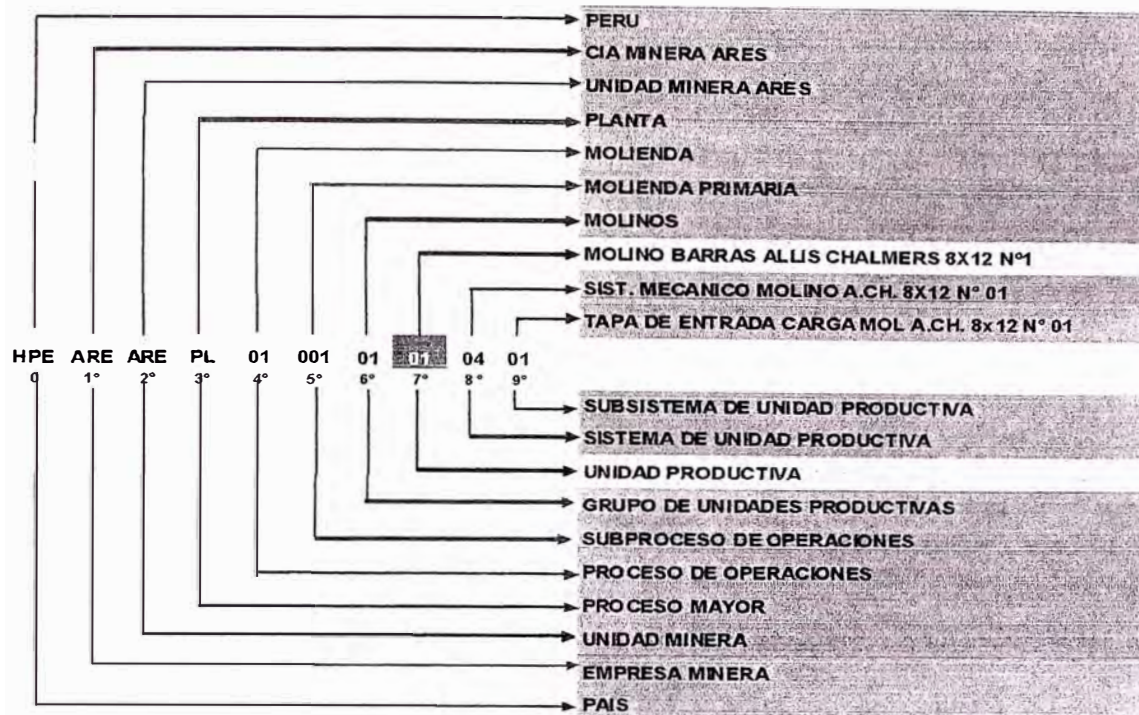 PERU
CIA MINERA ARES
UNIDAD MINERA ARES
PLANTA
MOLIENDA
MOLIENDA PRIMARIA
MOLINOS
MOLINO BARRAS ALLIS CHALMERS 8X12 Nº1
SIST. MECANICO MOLINO A.CH. 8X12 N° 01
TAPA DE ENTRADA CARGA MOL A.CH. 8x12 N° 01
HPE ARE ARE PL 01 001 01 01 04 01
0 1° 2° 3° 4° 5° 6° 7° 8° 9°
SUBSISTEMA DE UNIDAD PRODUCTIVA
SISTEMA DE UNIDAD PRODUCTIVA
UNIDAD PRODUCTIVA
GRUPO DE UNIDADES PRODUCTIVAS
SUBPROCESO DE OPERACIONES
PROCESO DE OPERACIONES
PROCESO MAYOR
UNIDAD MINERA
EMPRESA MINERA
PAIS